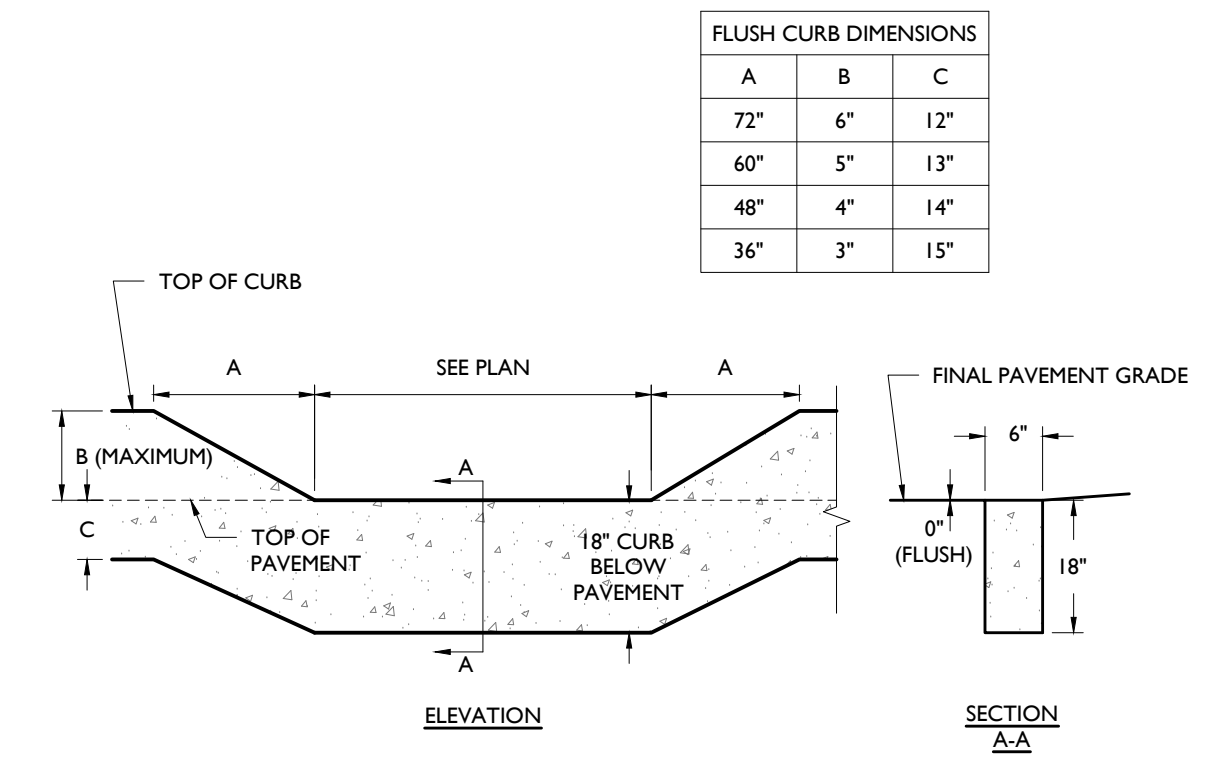 FLUSH CURB DIMENSIONS
A B C
72" 6" 12"
60" 5" 13"
48" 4" 14"
36" 3" 15"
TOP OF CURB
A
SEE PLAN
A
FINAL PAVEMENT GRADE
B (MAXIMUM)
C
TOP OF
PAVEMENT
A
A
18" CURB
BELOW
PAVEMENT
6"
0"
(FLUSH)
18"
ELEVATION
SECTION
A-A